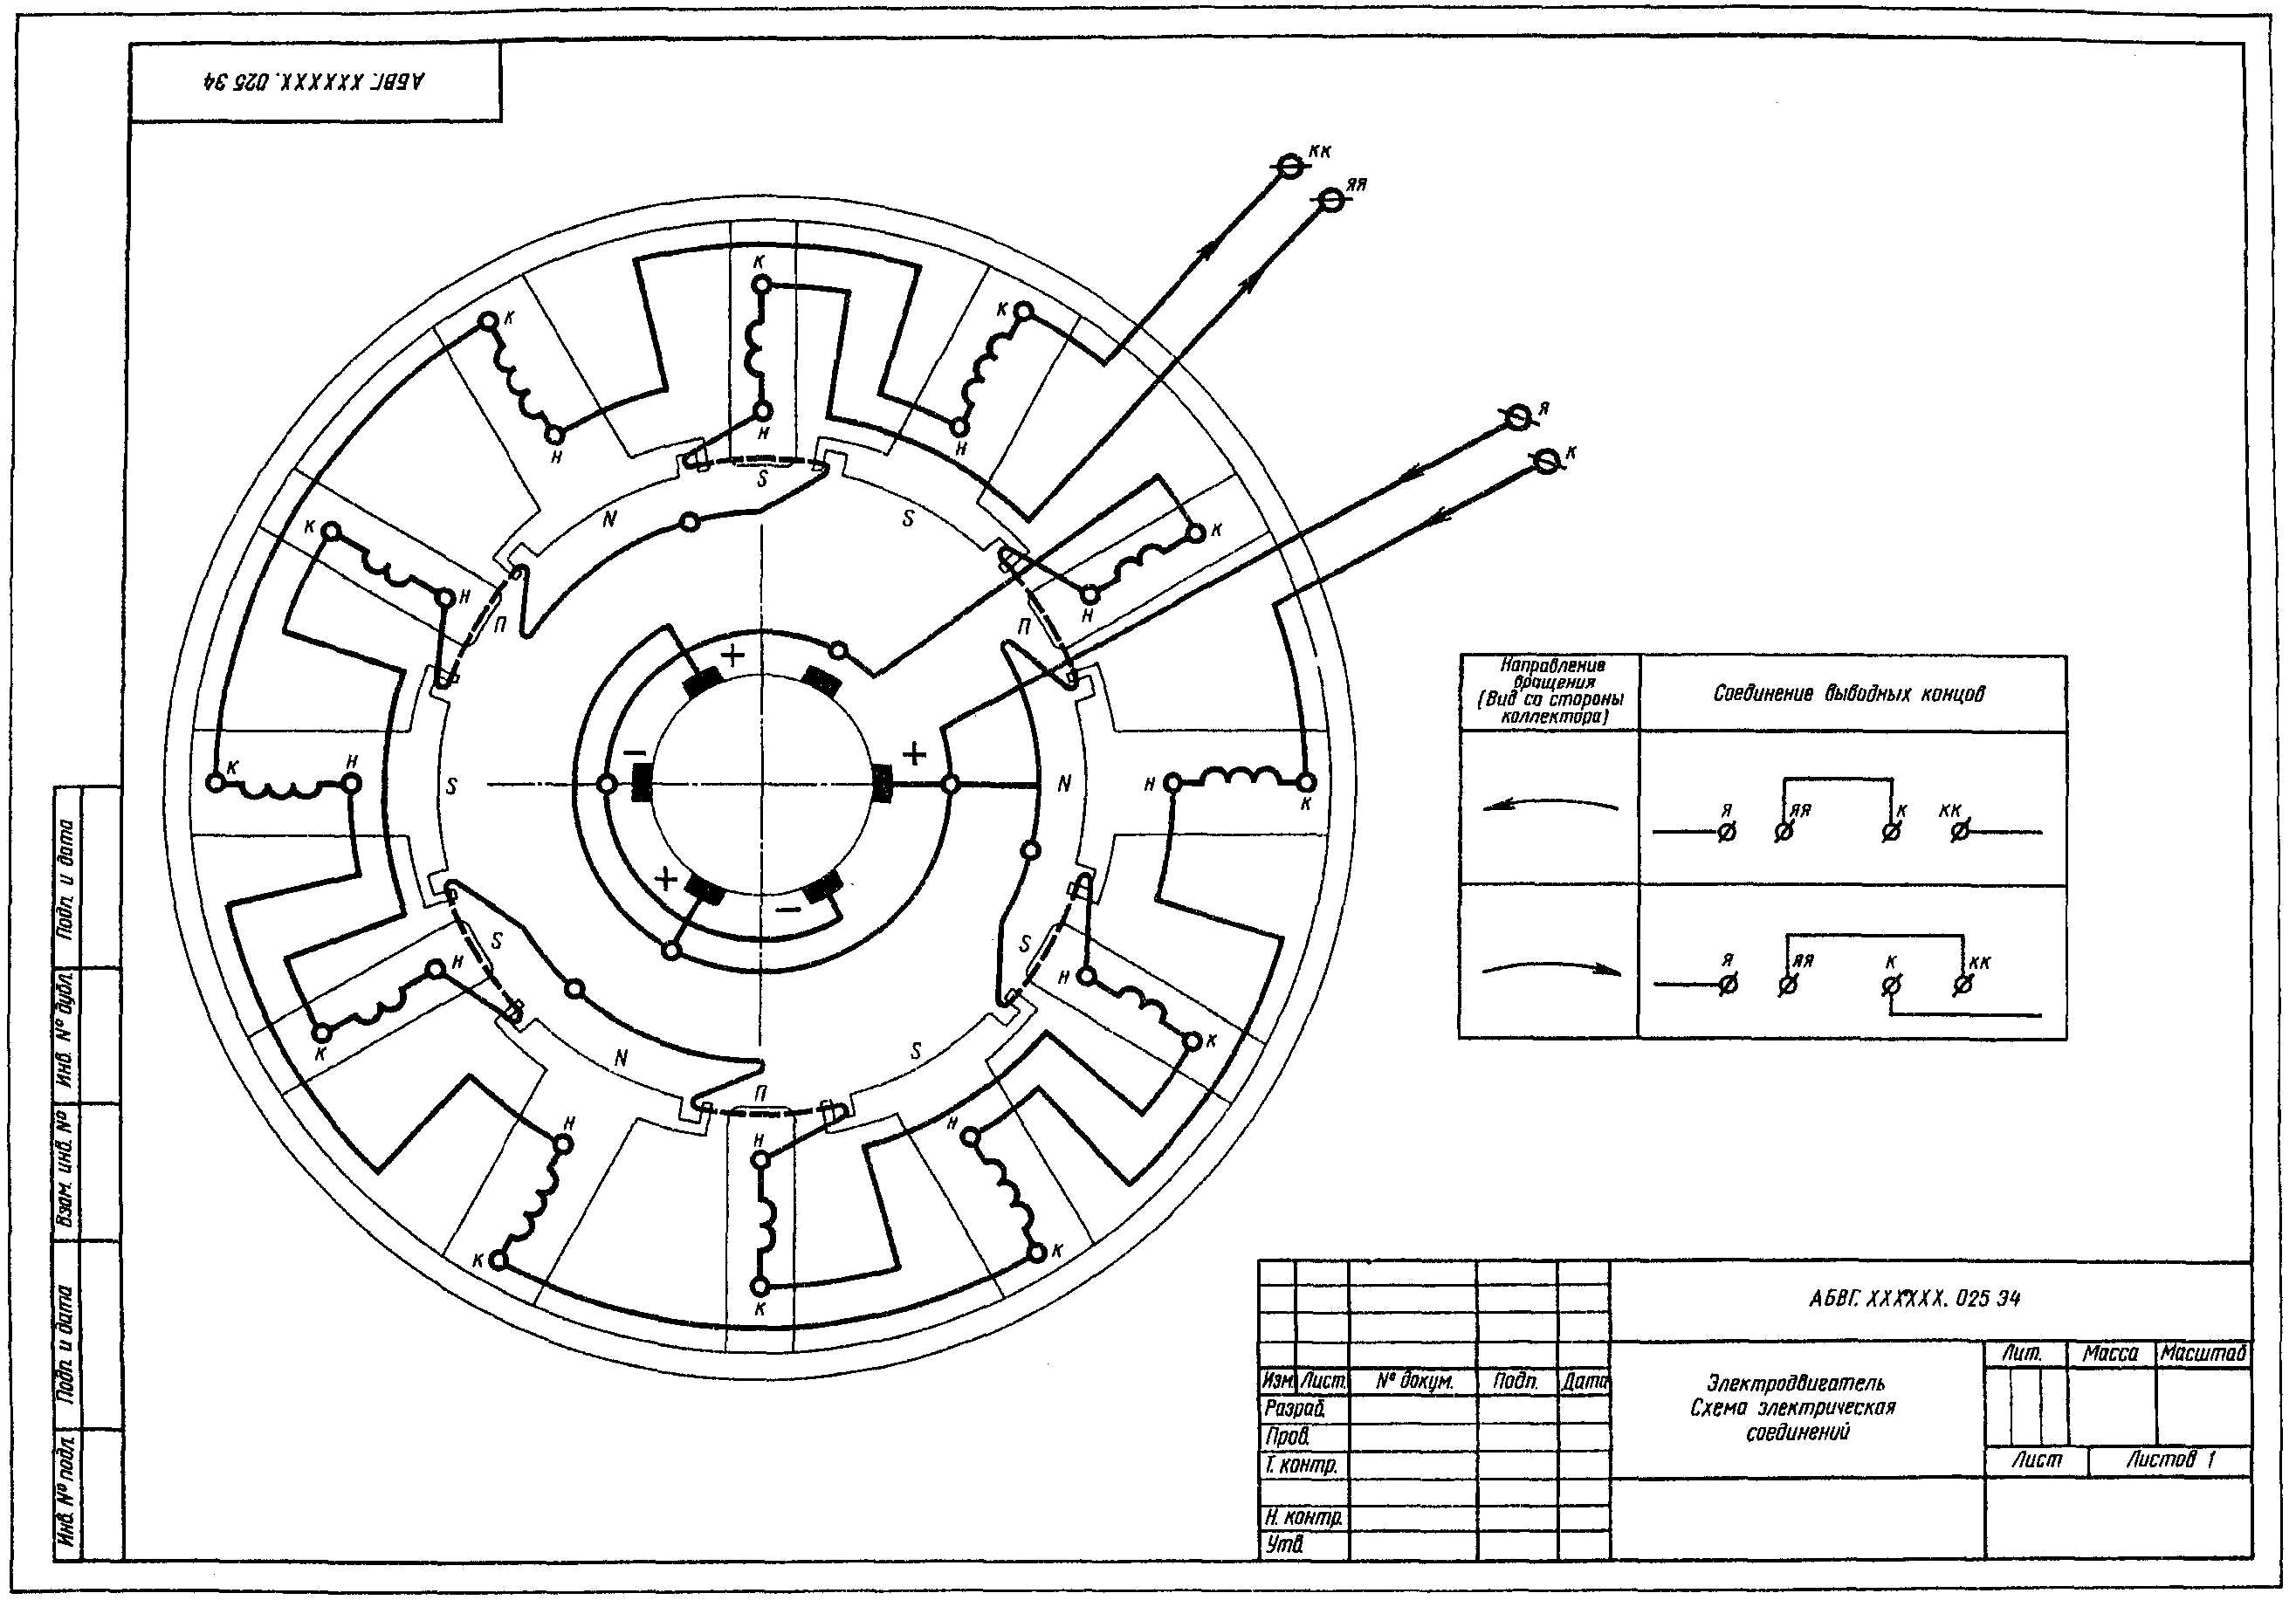 АБВГ. ХХХХХХ. 025 Э4
КК
ЯЯ
Я
К
К
К
К
К
Н
Н
Н
S
N
S
К
К
Н
Н
П
П
+
К
Н
S
–
+
N
Н
К
+
–
S
Н
S
Н
К
К
N
S
П
Н
Н
Н
К
К
К
Направление
вращения
(Вид со стороны
коллектора)
Соединение выводных концов
Я ЯЯ К КК
Я ЯЯ К КК
Подп. и дата
Инв. № дубл.
Взам. инв. №
Подп. и дата
Инв. № подл.
АБВГ. ХХХХХХ. 025 Э4
Изм. Лист № докум. Подп. Дата
Разраб.
Пров.
Т. контр.
Н. контр.
Утв.
Электродвигатель
Схема электрическая
соединений
Лит. Масса Масштаб
Лист Листов 1